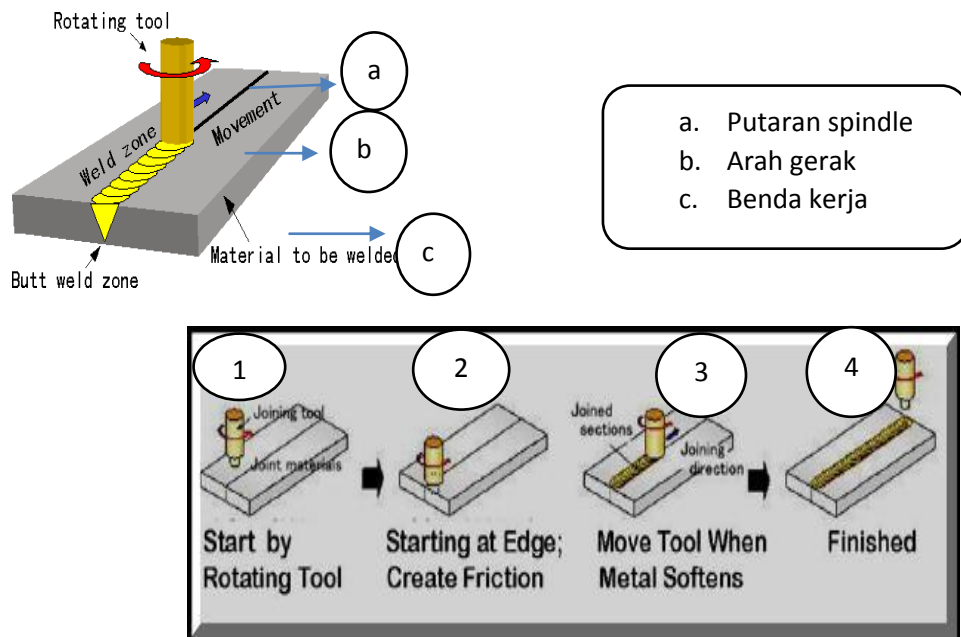 Rotating tool
a
b
c
Weld zone
Movement
Material to be welded
Butt weld zone
a. Putaran spindle
b. Arah gerak
c. Benda kerja
1
2
3
4
Joining tool
Joint materials
Joined
sections
Joining
direction
Start by
Rotating Tool
Starting at Edge;
Create Friction
Move Tool When
Metal Softens
Finished